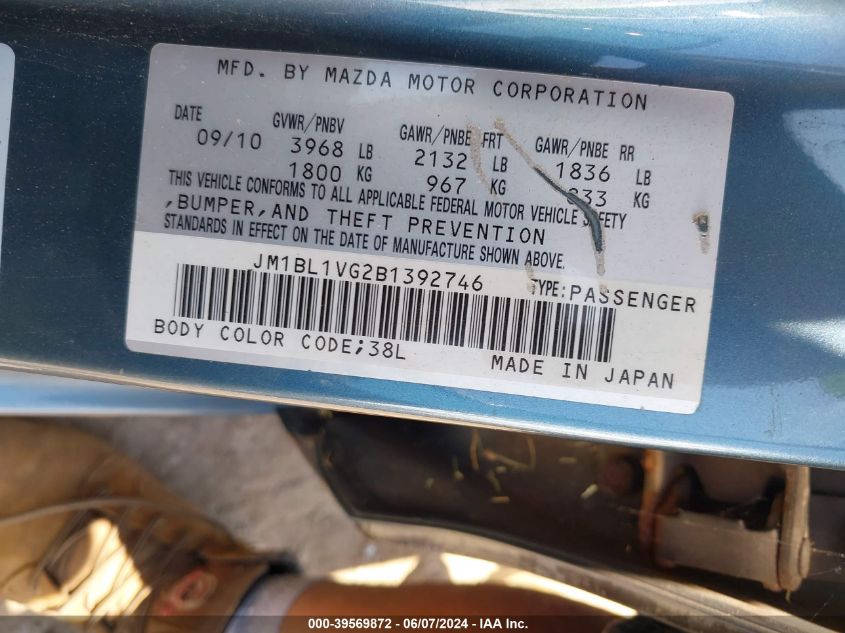 MFD. BY MAZDA MOTOR CORPORATION
DATE GVWR/PNBV GAWR/PNBE FRT GAWR/PNBE RR
09/10 3968 LB 2132 LB 1836 LB
1800 KG 967 KG 833 KG
THIS VEHICLE CONFORMS TO ALL APPLICABLE FEDERAL MOTOR VEHICLE SAFETY
,BUMPER,AND THEFT PREVENTION
STANDARDS IN EFFECT ON THE DATE OF MANUFACTURE SHOWN ABOVE.
JM1BL1VG2B1392746 TYPE:PASSENGER
BODY COLOR CODE;38L MADE IN JAPAN
000-39569872 - 06/07/2024 - IAA Inc.